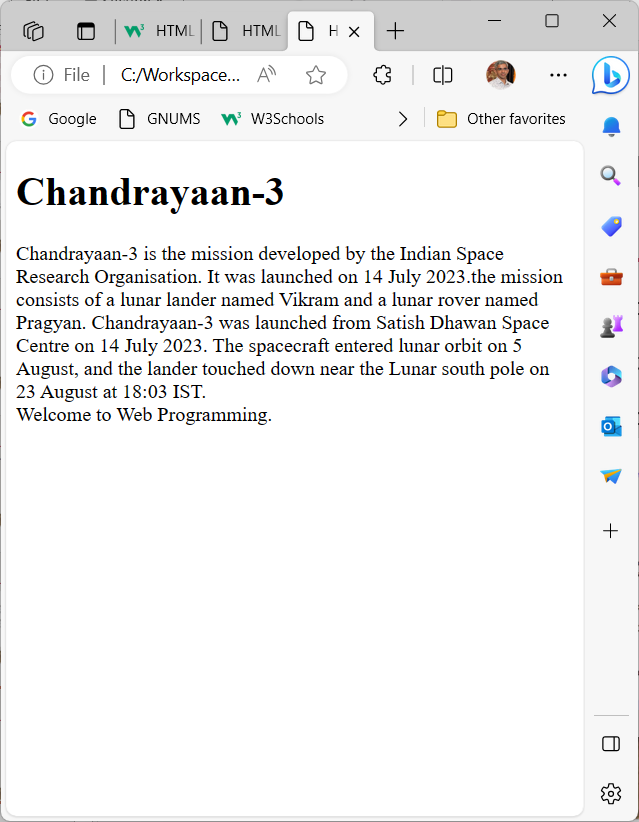 HTML
HTML
H
File
C:/Workspace...
Google
GNUMS
W3Schools
Other favorites
Chandrayaan-3
Chandrayaan-3 is the mission developed by the Indian Space
Research Organisation. It was launched on 14 July 2023.the mission
consists of a lunar lander named Vikram and a lunar rover named
Pragyan. Chandrayaan-3 was launched from Satish Dhawan Space
Centre on 14 July 2023. The spacecraft entered lunar orbit on 5
August, and the lander touched down near the Lunar south pole on
23 August at 18:03 IST.
Welcome to Web Programming.